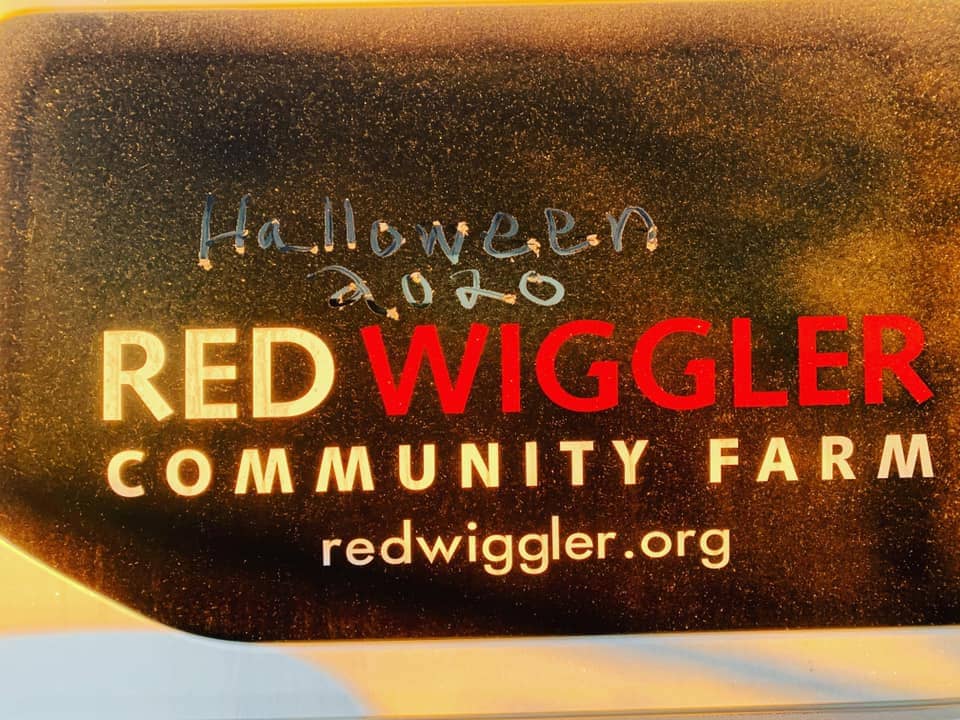 Halloween
2020
RED WIGGLER
COMMUNITY FARM
redwiggler.org